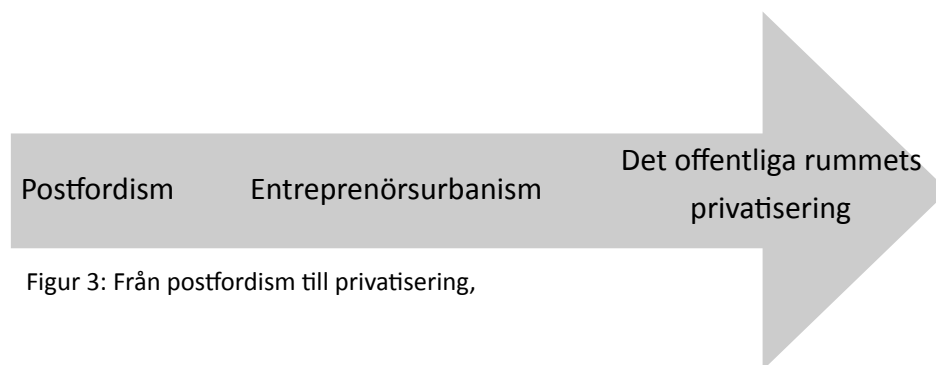 Postfordism
Entreprenörsurbanism
Det offentliga rummets
privatisering
Figur 3: Från postfordism till privatisering,